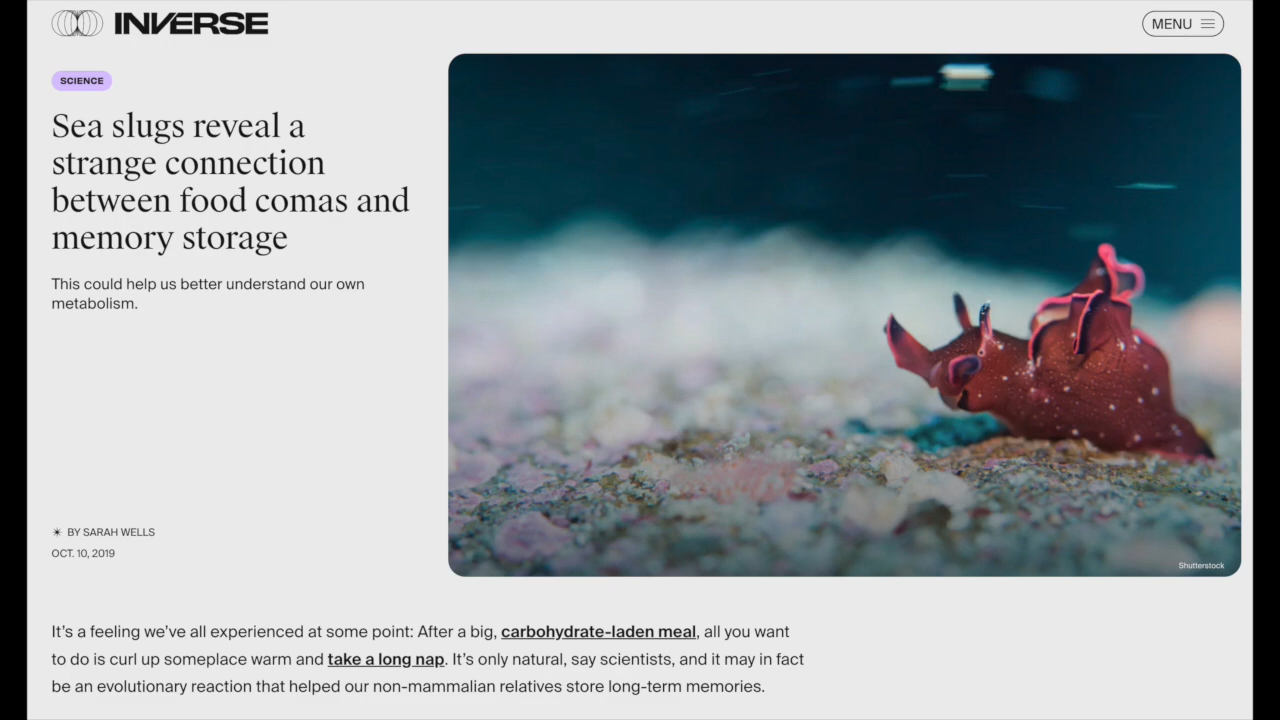 INVERSE
MENU
SCIENCE
Sea slugs reveal a
strange connection
between food comas and
memory storage
This could help us better understand our own
metabolism.
BY SARAH WELLS
OCT. 10, 2019
Shutterstock
It’s a feeling we’ve all experienced at some point: After a big, carbohydrate-laden meal, all you want
to do is curl up someplace warm and take a long nap. It’s only natural, say scientists, and it may in fact
be an evolutionary reaction that helped our non-mammalian relatives store long-term memories.